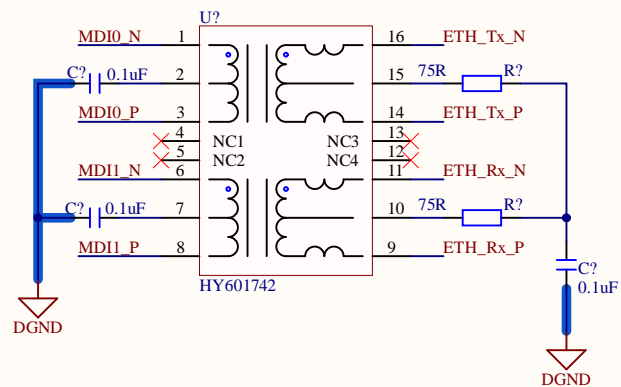 U?
MDI0_N 1 16 ETH_Tx_N
C? 0.1uF 2 15 75R R?
MDI0_P 3 14 ETH_Tx_P
4 NC1 NC3 13
5 NC2 NC4 12
MDI1_N 6 11 ETH_Rx_N
C? 0.1uF 7 10 75R R?
MDI1_P 8 9 ETH_Rx_P
HY601742
C?
0.1uF
DGND
DGND